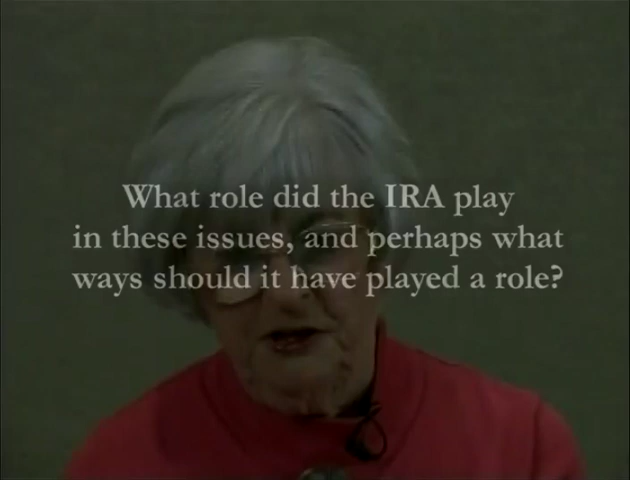 What role did the IRA play
in these issues, and perhaps what
ways should it have played a role?